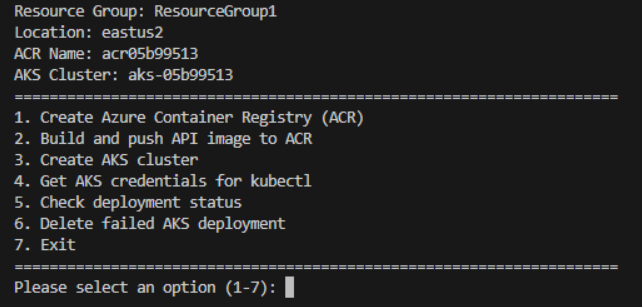 Resource Group: ResourceGroup1
Location: eastus2
ACR Name: acr05b99513
AKS Cluster: aks-05b99513
=====================================================================
1. Create Azure Container Registry (ACR)
2. Build and push API image to ACR
3. Create AKS cluster
4. Get AKS credentials for kubectl
5. Check deployment status
6. Delete failed AKS deployment
7. Exit
=====================================================================
Please select an option (1-7):